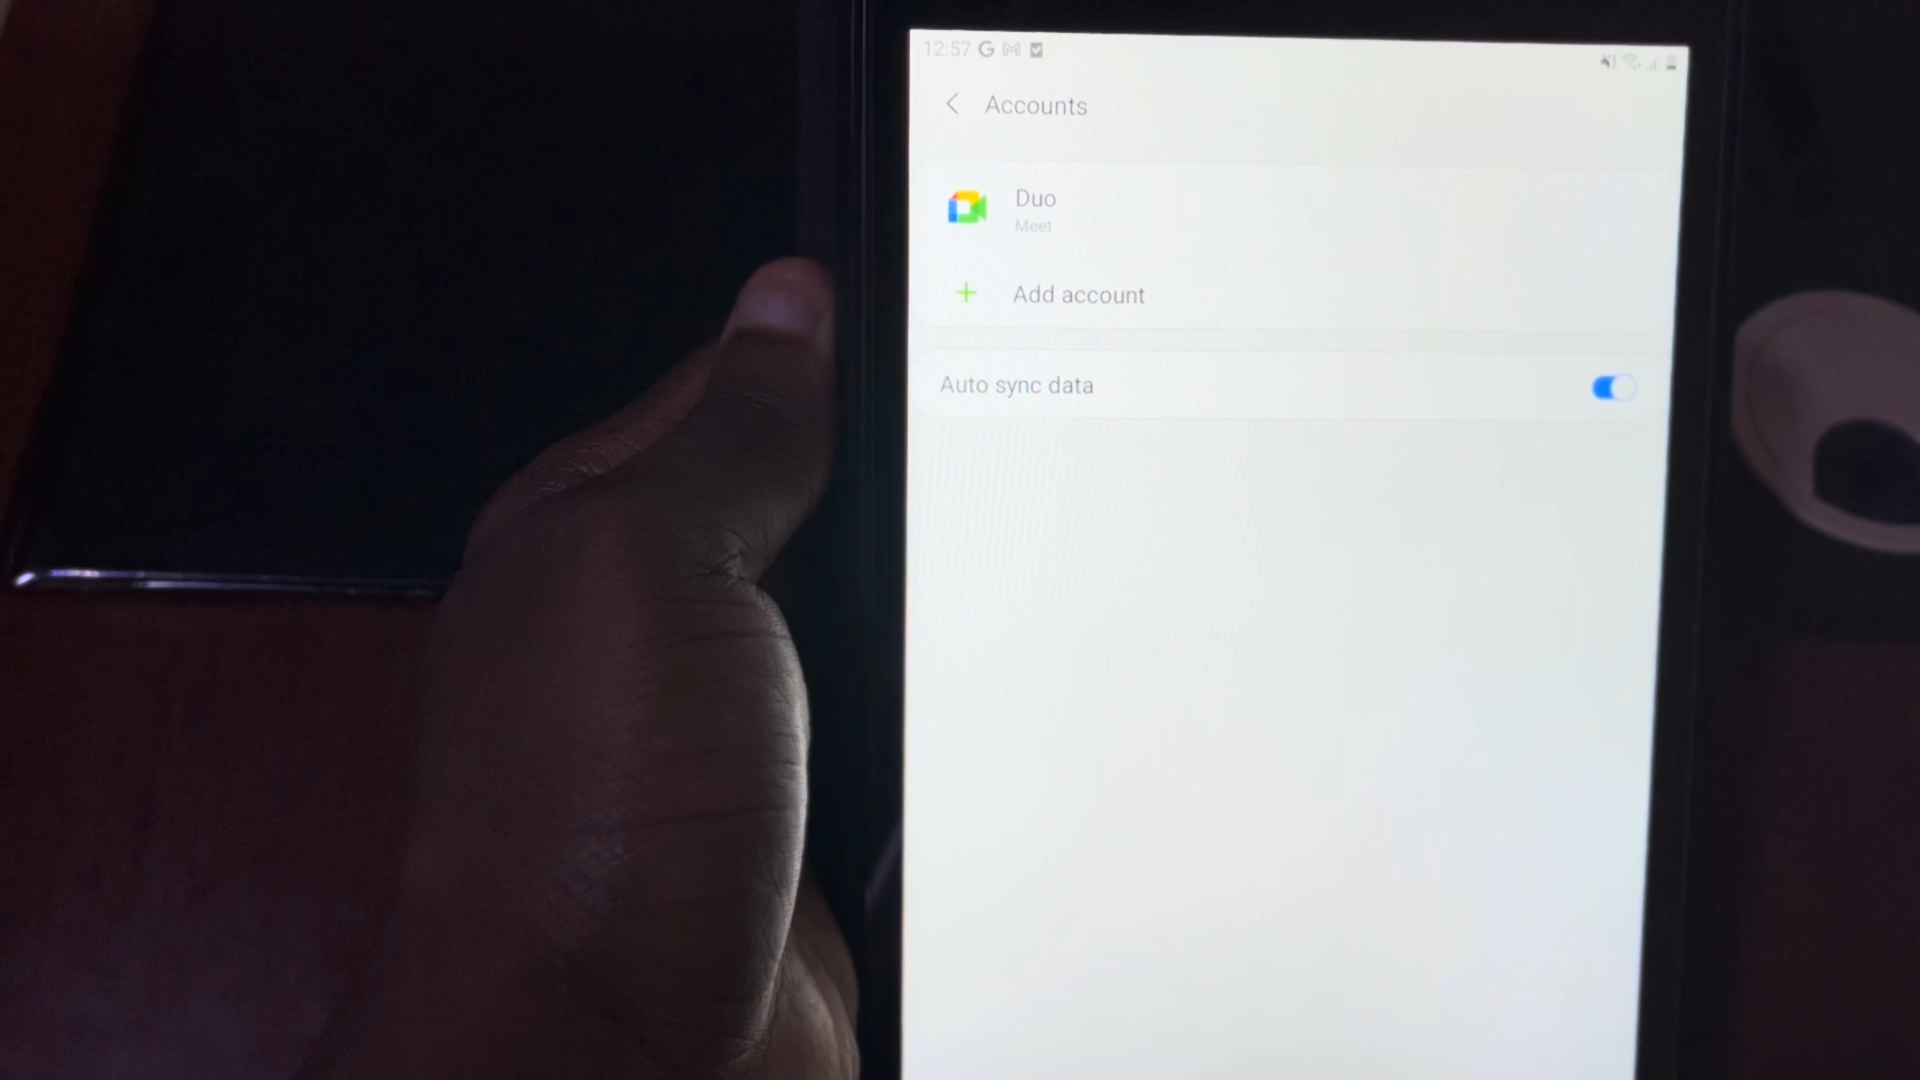 12:57
Accounts
Duo
Meet
Add account
Auto sync data